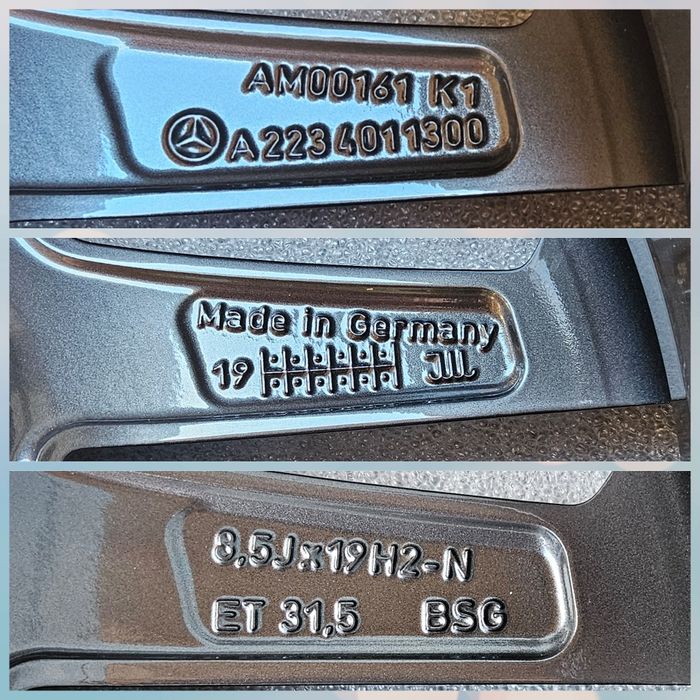 AM00161 K1
A2234011300
Made in Germany
19
8,5Jx19H2-N
ET 31,5 BSG